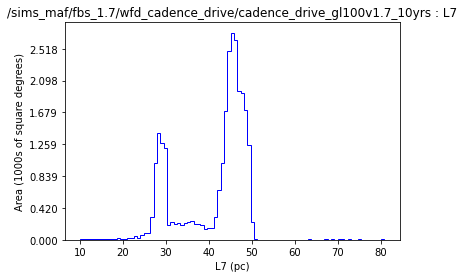 /sims_maf/fbs_1.7/wfd_cadence_drive/cadence_drive_gl100v1.7_10yrs : L7
2.518
2.098
1.679
1.259
0.839
0.420
0.000
Area (1000s of square degrees)
10 20 30 40 50 60 70 80
L7 (pc)